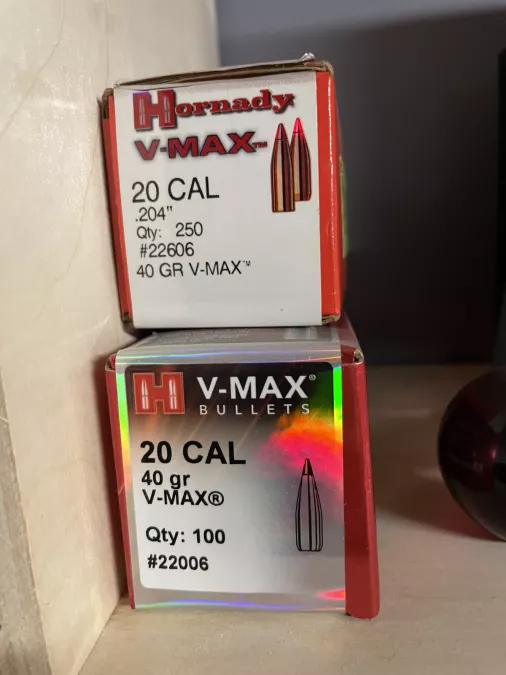 Hornady
V-MAX™
20 CAL
.204"
Qty: 250
#22606
40 GR V-MAX™
H V-MAX®
BULLETS
20 CAL
40 gr
V-MAX®
Qty: 100
#22006